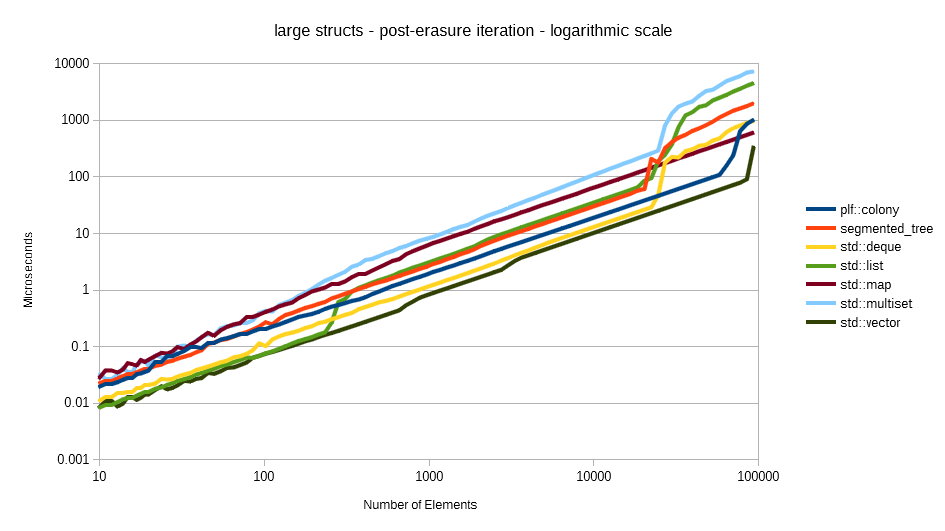 large structs - post-erasure iteration - logarithmic scale
10000
1000
100
10
1
0.1
0.01
0.001
Microseconds
10
100
1000
10000
100000
Number of Elements
plf::colony
segmented_tree
std::deque
std::list
std::map
std::multiset
std::vector